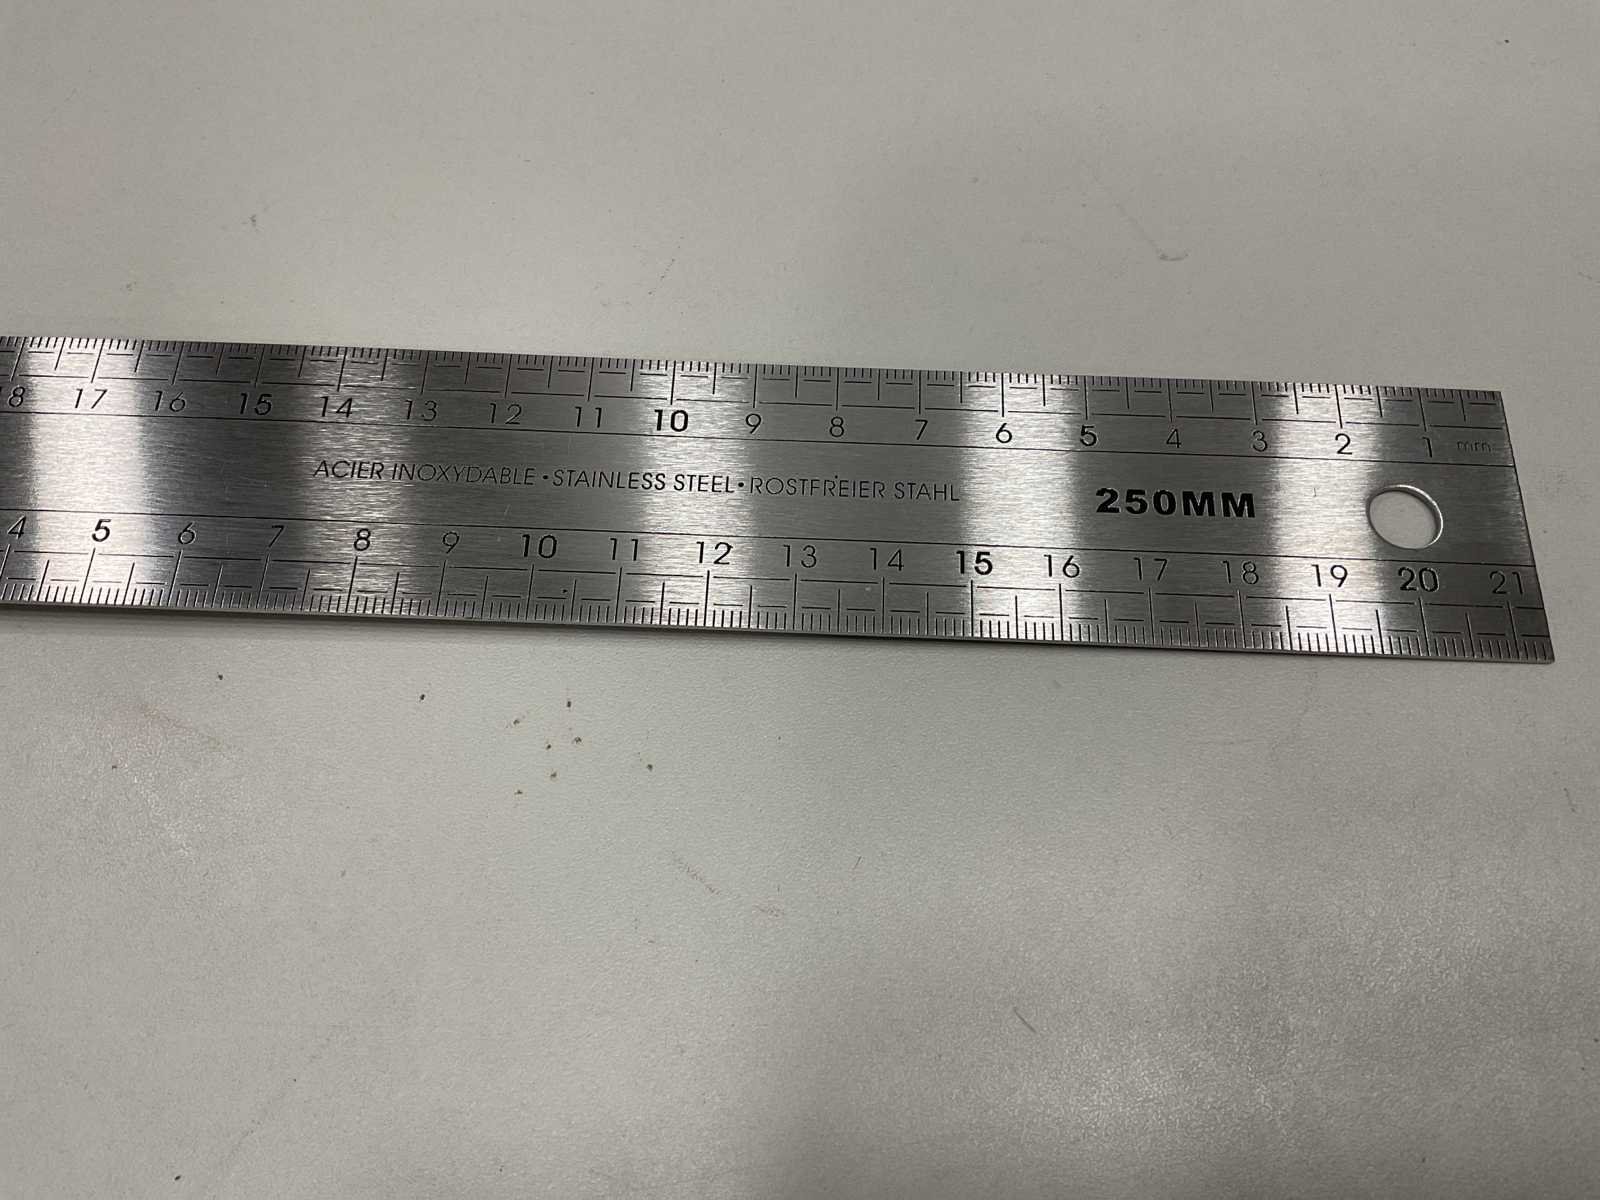 18 17 16 15 14 13 12 11 10 9 8 7 6 5 4 3 2 1 mm
ACIER INOXYDABLE • STAINLESS STEEL • ROSTFREIER STAHL
250MM
4 5 6 7 8 9 10 11 12 13 14 15 16 17 18 19 20 21